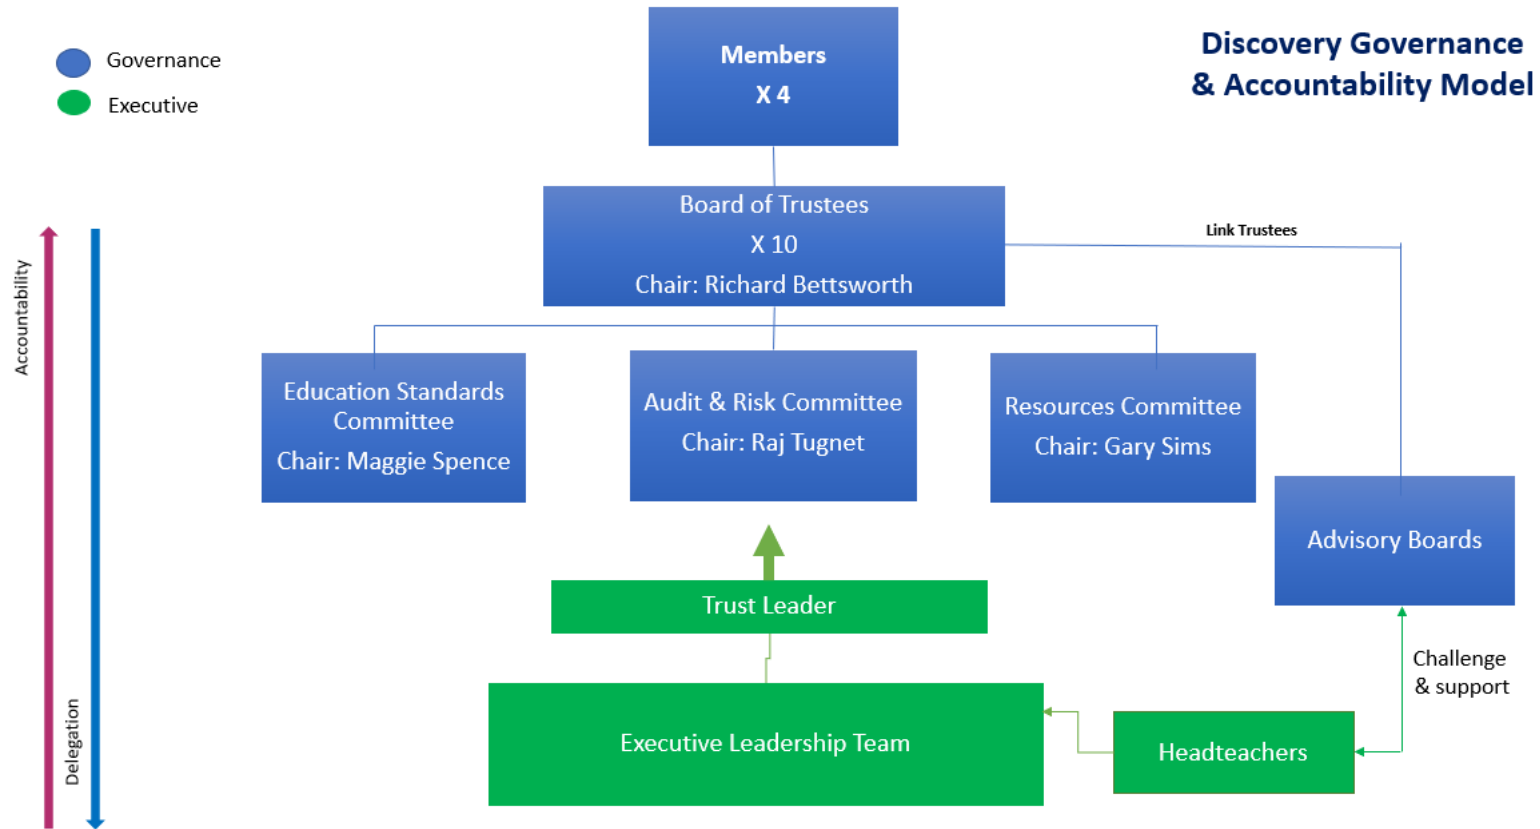 Discovery Governance
& Accountability Model
Governance
Executive
Members
X 4
Board of Trustees
X 10
Chair: Richard Bettsworth
Link Trustees
Accountability
Delegation
Education Standards
Committee
Chair: Maggie Spence
Audit & Risk Committee
Chair: Raj Tugnet
Resources Committee
Chair: Gary Sims
Advisory Boards
Trust Leader
Challenge
& support
Executive Leadership Team
Headteachers